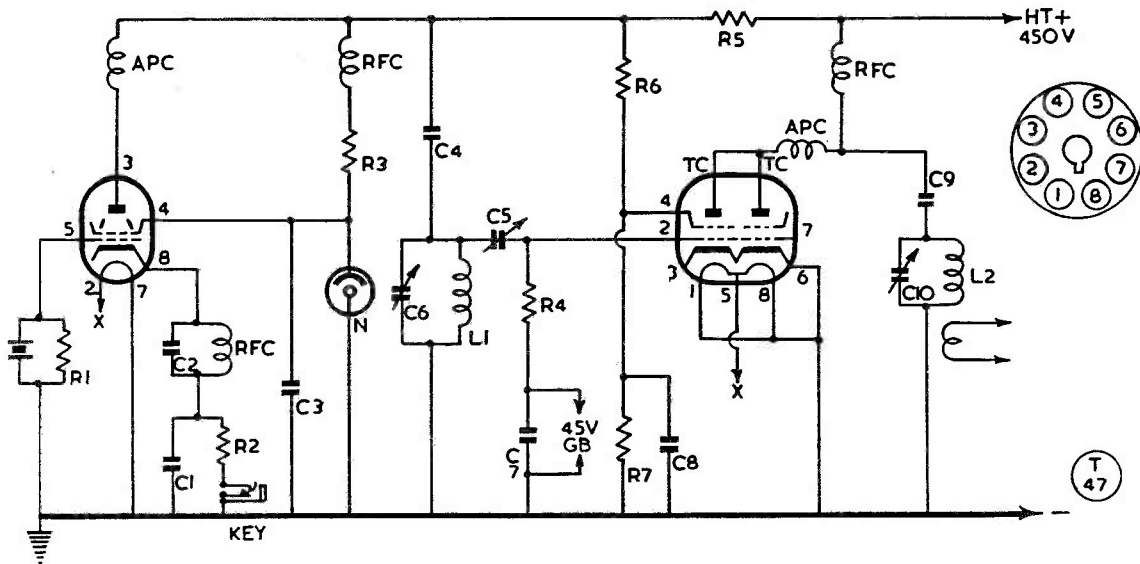 HT+
450V
R5
APC
RFC
RFC
R6
4 5
3 6
2 7
1 8
APC
C4
R3
TC TC
3
C9
5 4
C5
4
2 7
8
3 6
2 7
1 5 8
X
N
C6
L1
R4
C10
L2
R1
C2
RFC
C3
X
45V
GB
C
7
R2
C1
R7
C8
T
47
KEY
−